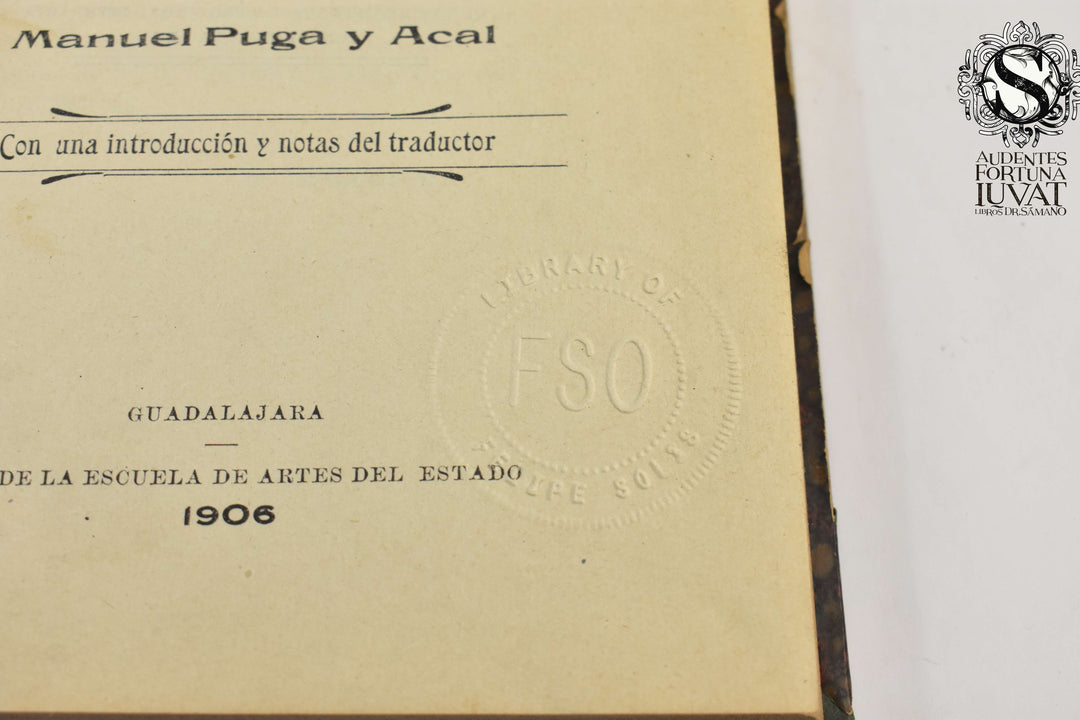 Manuel Puga y Acal
Con una introducción y notas del traductor
GUADALAJARA
DE LA ESCUELA DE ARTES DEL ESTADO
1906
LIBRARY OF
FSO
FELIPE SOLIS
S
AUDENTES
FORTUNA
IUVAT
LIBROS DR. SÁMANO